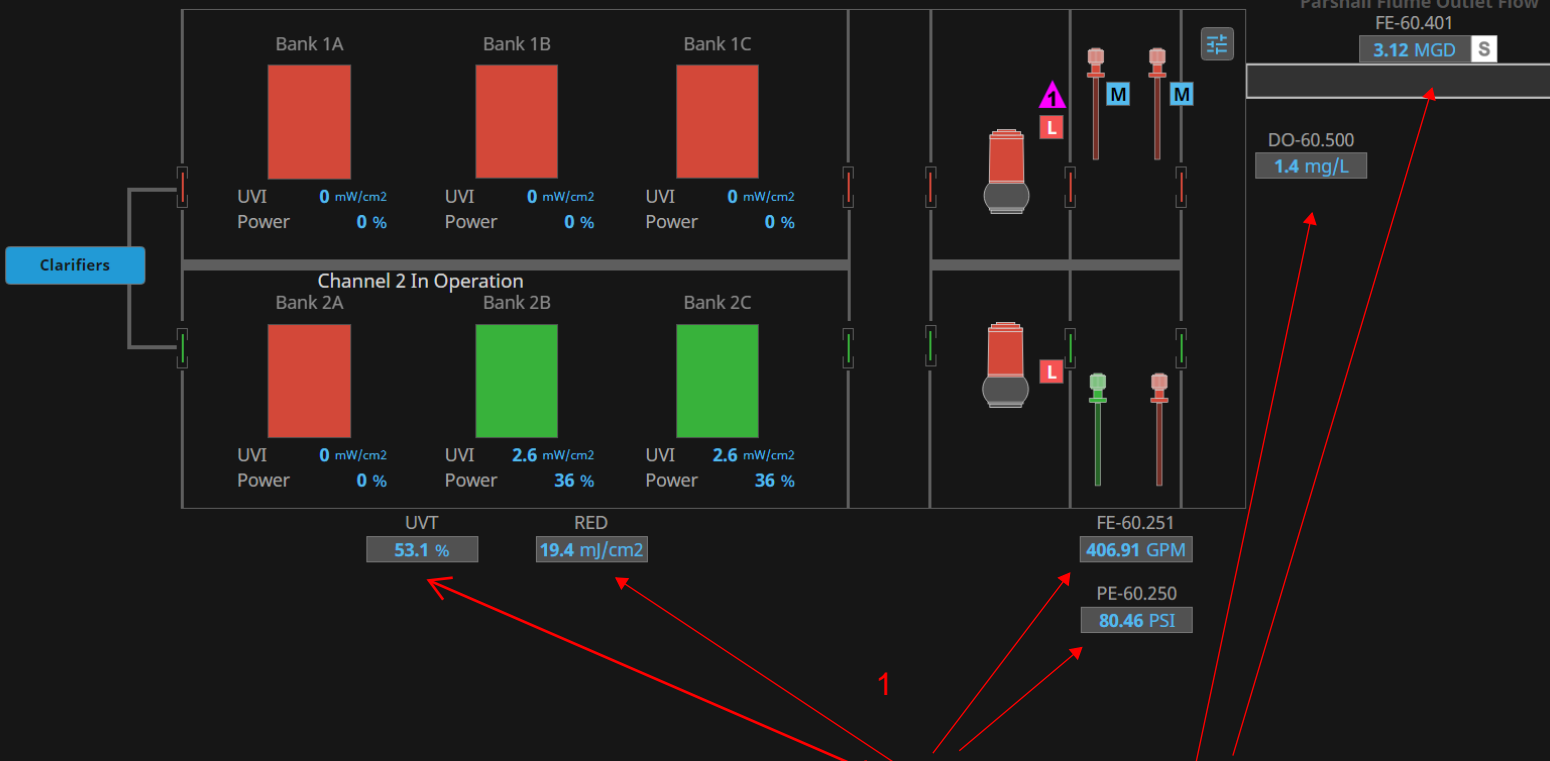 Parshall Flume Outlet Flow
FE-60.401
3.12 MGD S
Bank 1A Bank 1B Bank 1C
1
M M
L
DO-60.500
1.4 mg/L
UVI 0 mW/cm2 UVI 0 mW/cm2 UVI 0 mW/cm2
Power 0 % Power 0 % Power 0 %
Clarifiers
Channel 2 In Operation
Bank 2A Bank 2B Bank 2C
L
UVI 0 mW/cm2 UVI 2.6 mW/cm2 UVI 2.6 mW/cm2
Power 0 % Power 36 % Power 36 %
UVT RED FE-60.251
53.1 % 19.4 mJ/cm2 406.91 GPM
PE-60.250
80.46 PSI
1